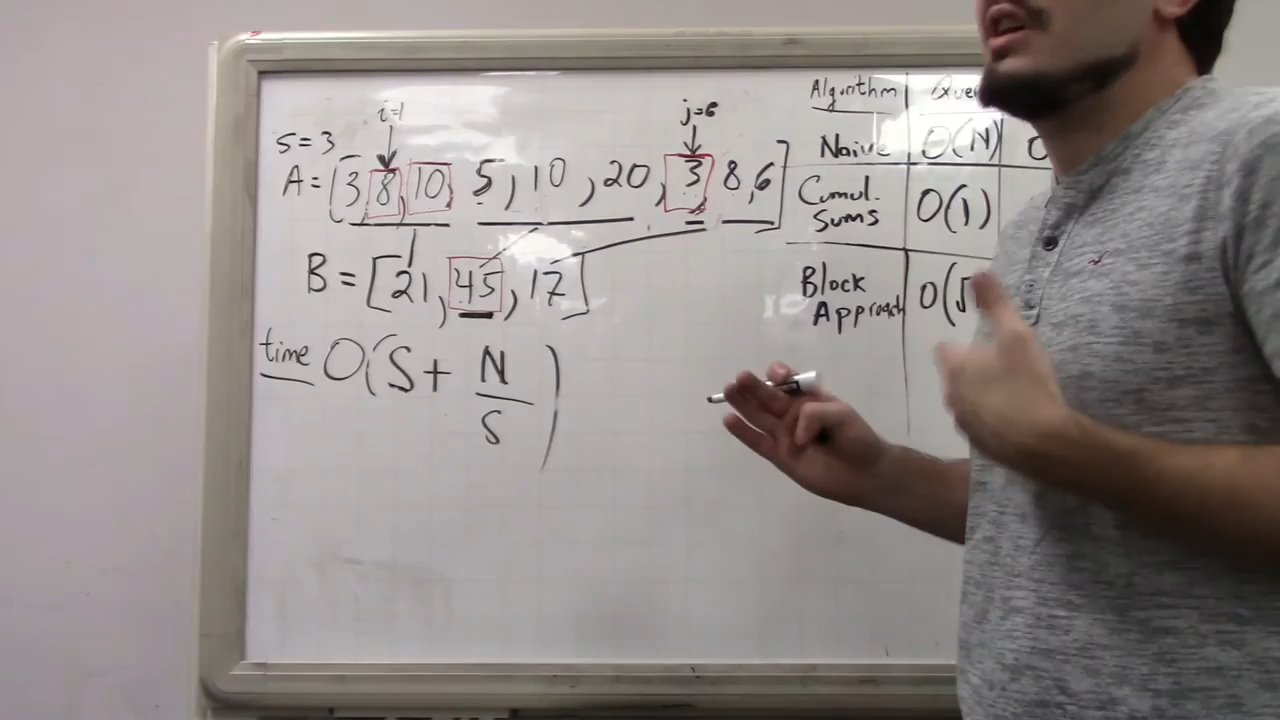 i=1
j=6
S=3
A=[3,8,10, 5,10,20,3 8,6]
B=[21,45,17]
time O(S+ N/S)
Algorithm
Naive O(N) O
Cumul. Sums O(1)
Block Approach O(√